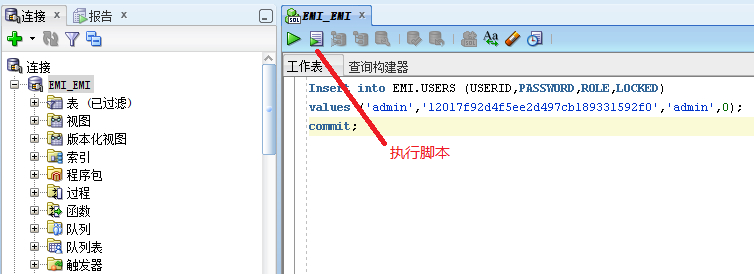 连接
报告
连接
EMI_EMI
表 (已过滤)
视图
版本化视图
索引
程序包
过程
函数
队列
队列表
触发器
EMI_EMI
工作表
查询构建器
Insert into EMI.USERS (USERID,PASSWORD,ROLE,LOCKED)
values ('admin','12017f92d4f5ee2d497cb189331592f0','admin',0);
commit;
执行脚本